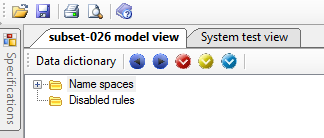 subset-026 model view System test view
Specifications
Data dictionary
Name spaces
Disabled rules